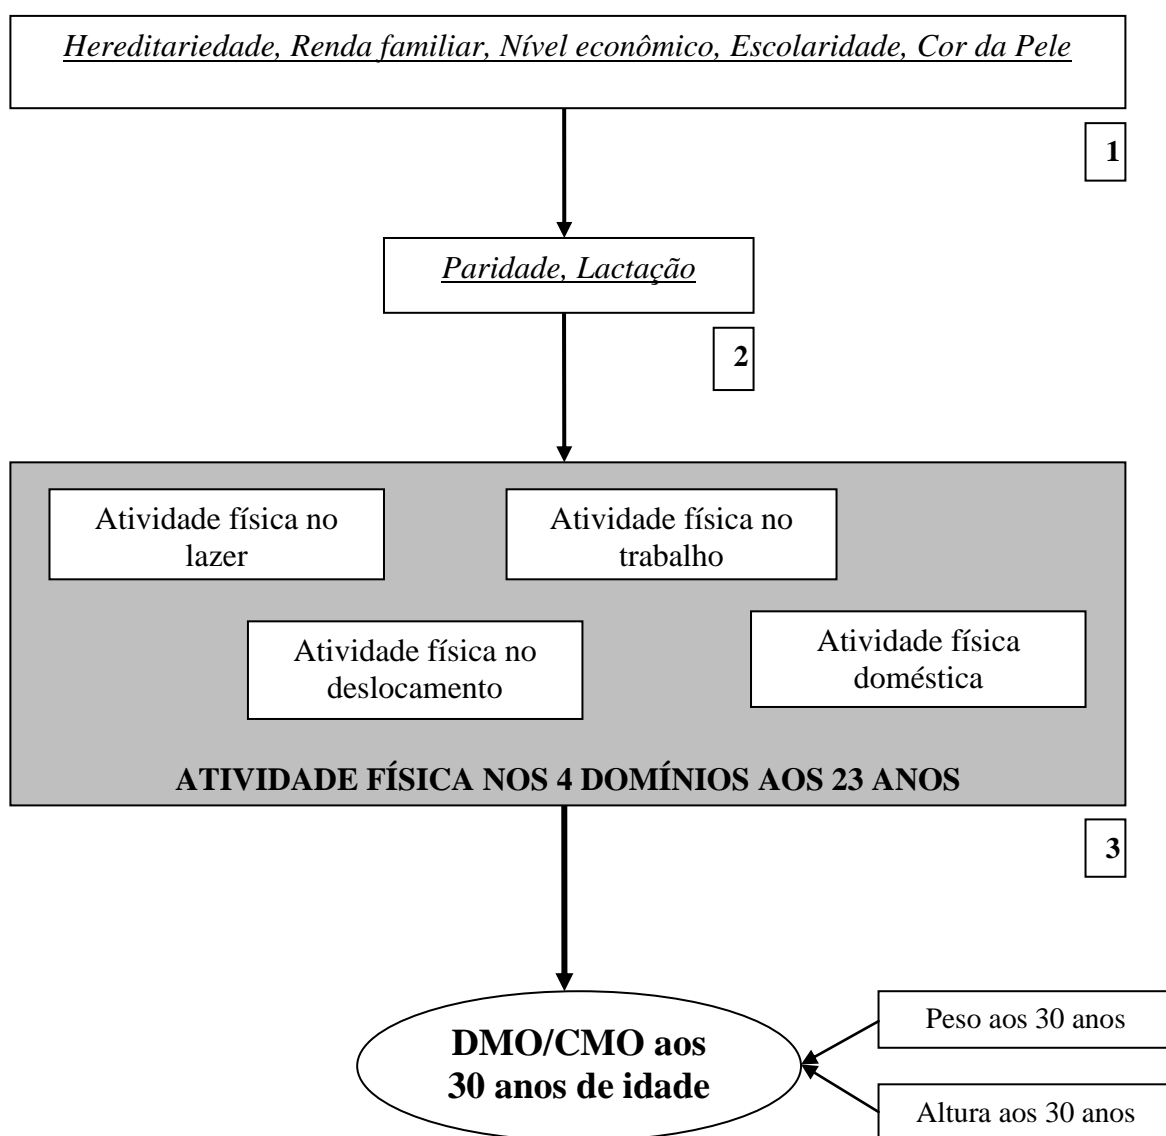 Hereditariedade, Renda familiar, Nível econômico, Escolaridade, Cor da Pele
1
Paridade, Lactação
2
Atividade física no
lazer
Atividade física no
trabalho
Atividade física no
deslocamento
Atividade física
doméstica
ATIVIDADE FÍSICA NOS 4 DOMÍNIOS AOS 23 ANOS
3
DMO/CMO aos
30 anos de idade
Peso aos 30 anos
Altura aos 30 anos